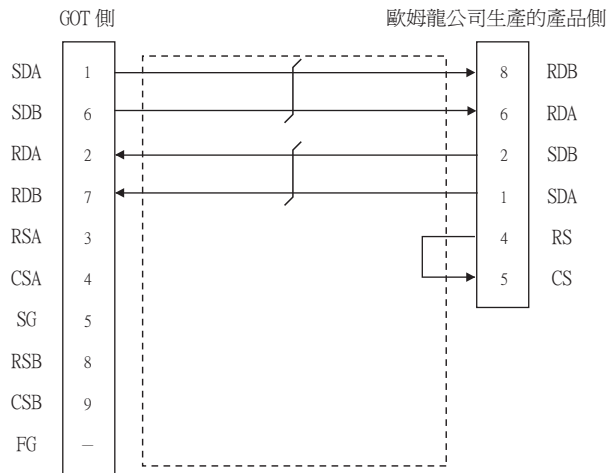 GOT 側 歐姆龍公司生產的產品側
SDA 1 8 RDB
SDB 6 6 RDA
RDA 2 2 SDB
RDB 7 1 SDA
RSA 3 4 RS
CSA 4 5 CS
SG 5
RSB 8
CSB 9
FG —